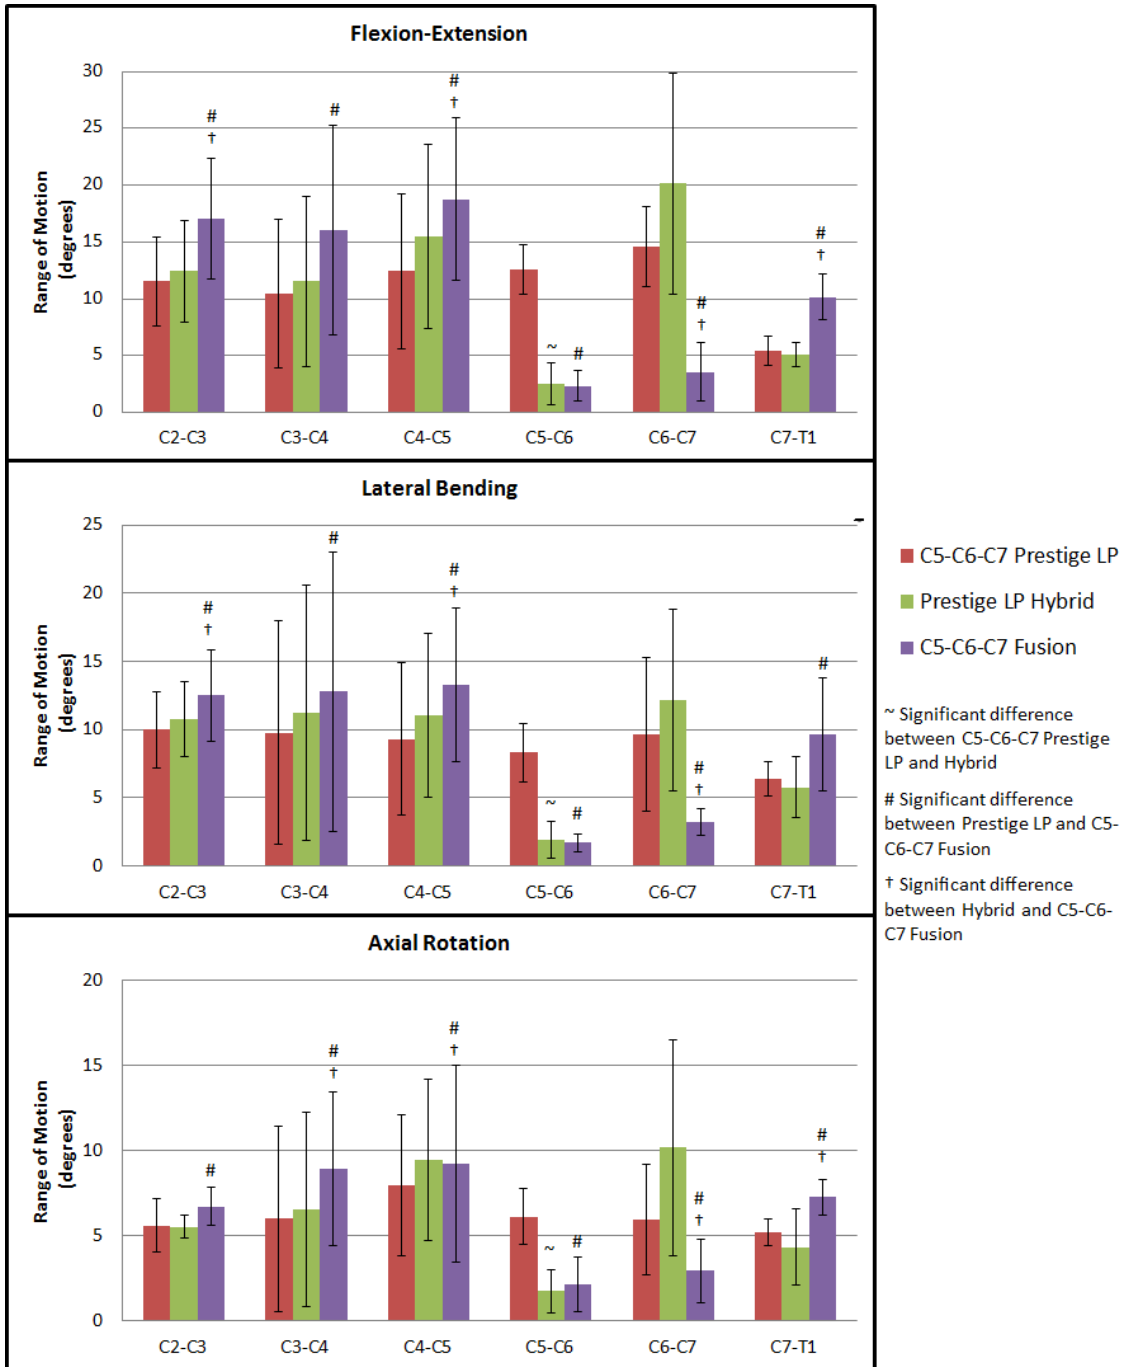 Flexion-Extension
Range of Motion
(degrees)
30
25
20
15
10
5
0
#
†
#
#
†
~
#
#
†
#
†
C2-C3 C3-C4 C4-C5 C5-C6 C6-C7 C7-T1
Lateral Bending
Range of Motion
(degrees)
25
20
15
10
5
0
#
†
#
#
†
~
#
#
†
#
C2-C3 C3-C4 C4-C5 C5-C6 C6-C7 C7-T1
Axial Rotation
Range of Motion
(degrees)
20
15
10
5
0
#
#
†
#
†
~
#
#
†
#
†
C2-C3 C3-C4 C4-C5 C5-C6 C6-C7 C7-T1
C5-C6-C7 Prestige LP
Prestige LP Hybrid
C5-C6-C7 Fusion
~ Significant difference
between C5-C6-C7 Prestige
LP and Hybrid
# Significant difference
between Prestige LP and C5-
C6-C7 Fusion
† Significant difference
between Hybrid and C5-C6-
C7 Fusion